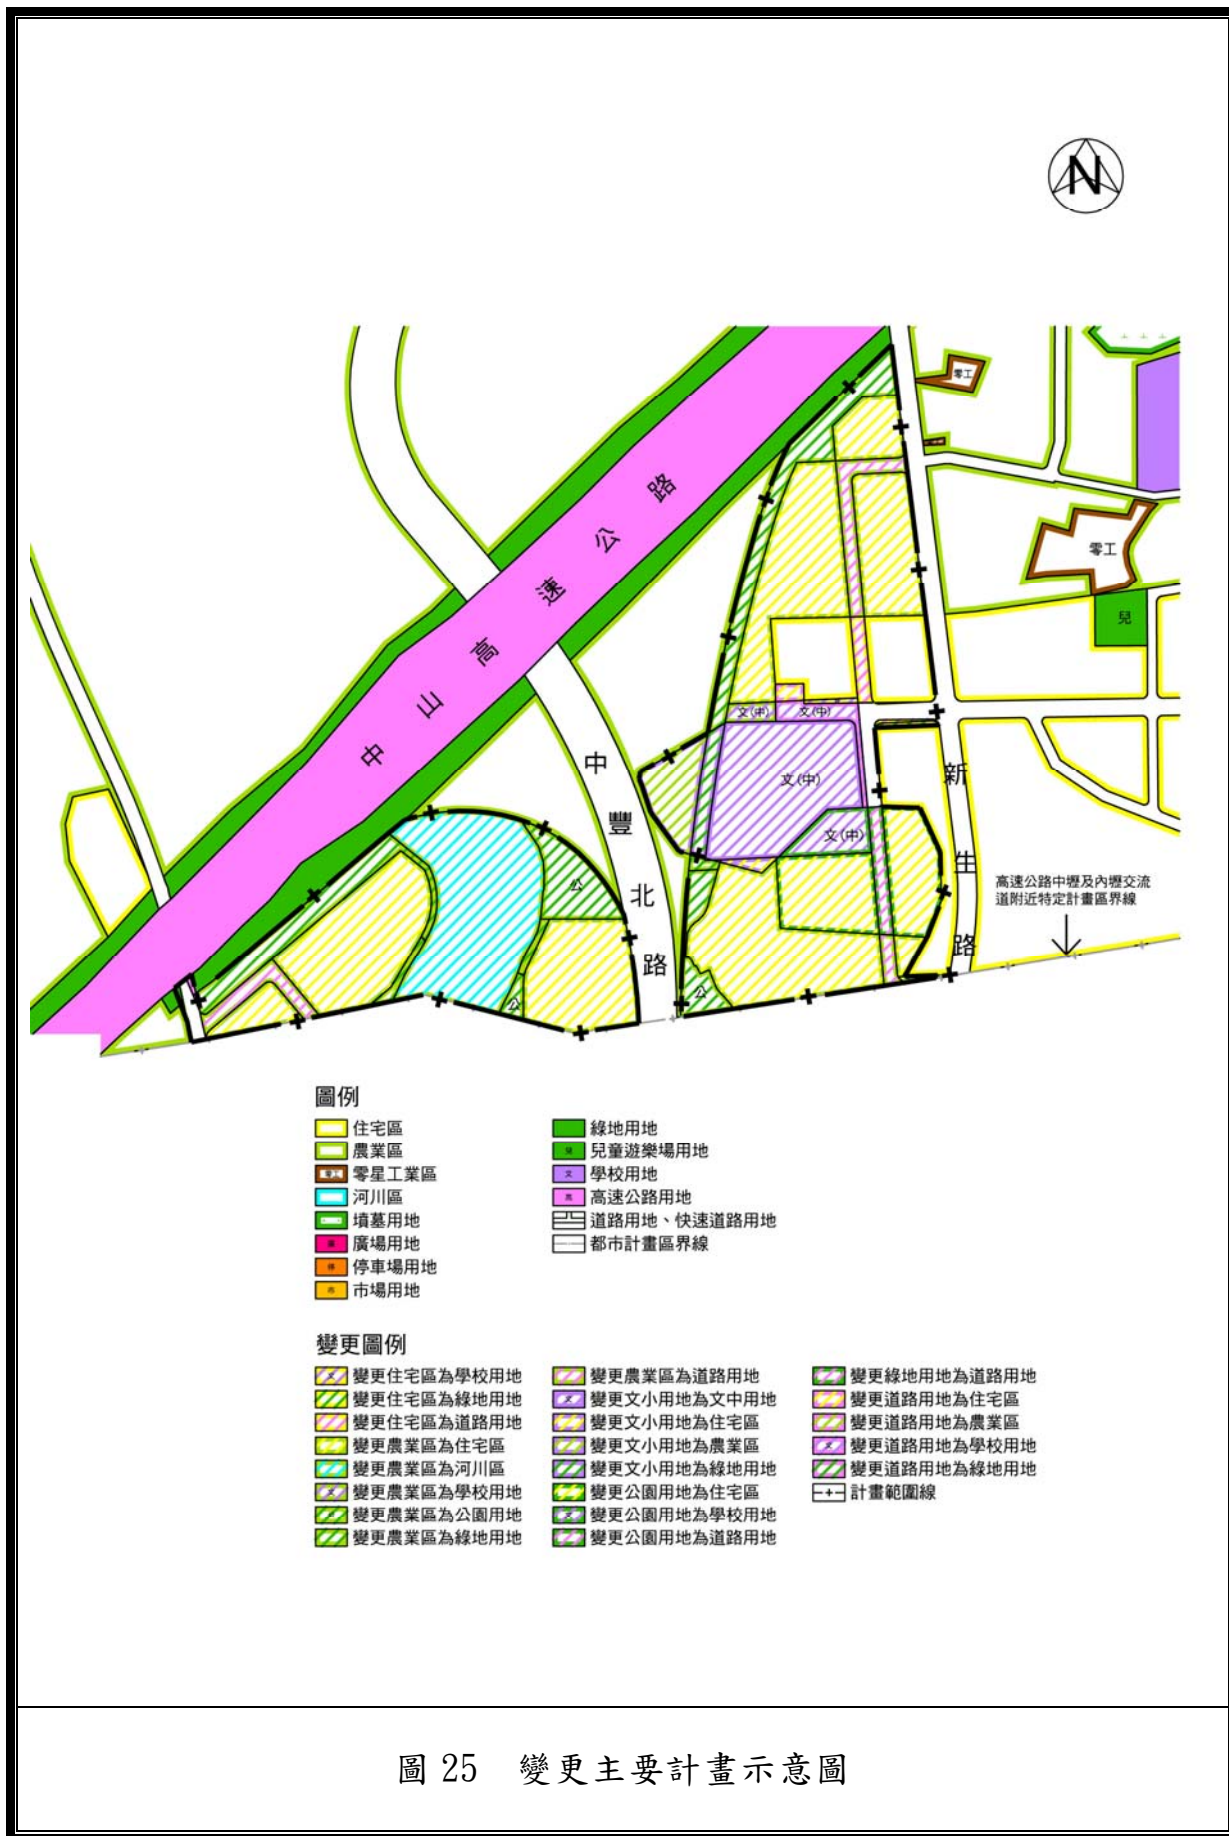 N
零工
零工
兒
中山高速公路
中豐北路
新生路
文(中)
文(中)
文(中)
文(中)
公
公
公
高速公路中壢及內壢交流
道附近特定計畫區界線
圖例
住宅區
農業區
零工 零星工業區
河川區
墳墓用地
廣場用地
停 停車場用地
市 市場用地
綠地用地
兒 兒童遊樂場用地
文 學校用地
高 高速公路用地
道路用地、快速道路用地
都市計畫區界線
變更圖例
文 變更住宅區為學校用地
變更住宅區為綠地用地
變更住宅區為道路用地
變更農業區為住宅區
變更農業區為河川區
文 變更農業區為學校用地
變更農業區為公園用地
變更農業區為綠地用地
變更農業區為道路用地
文 變更文小用地為文中用地
變更文小用地為住宅區
變更文小用地為農業區
變更文小用地為綠地用地
變更公園用地為住宅區
文 變更公園用地為學校用地
變更公園用地為道路用地
變更綠地用地為道路用地
變更道路用地為住宅區
變更道路用地為農業區
文 變更道路用地為學校用地
變更道路用地為綠地用地
計畫範圍線
圖 25 變更主要計畫示意圖